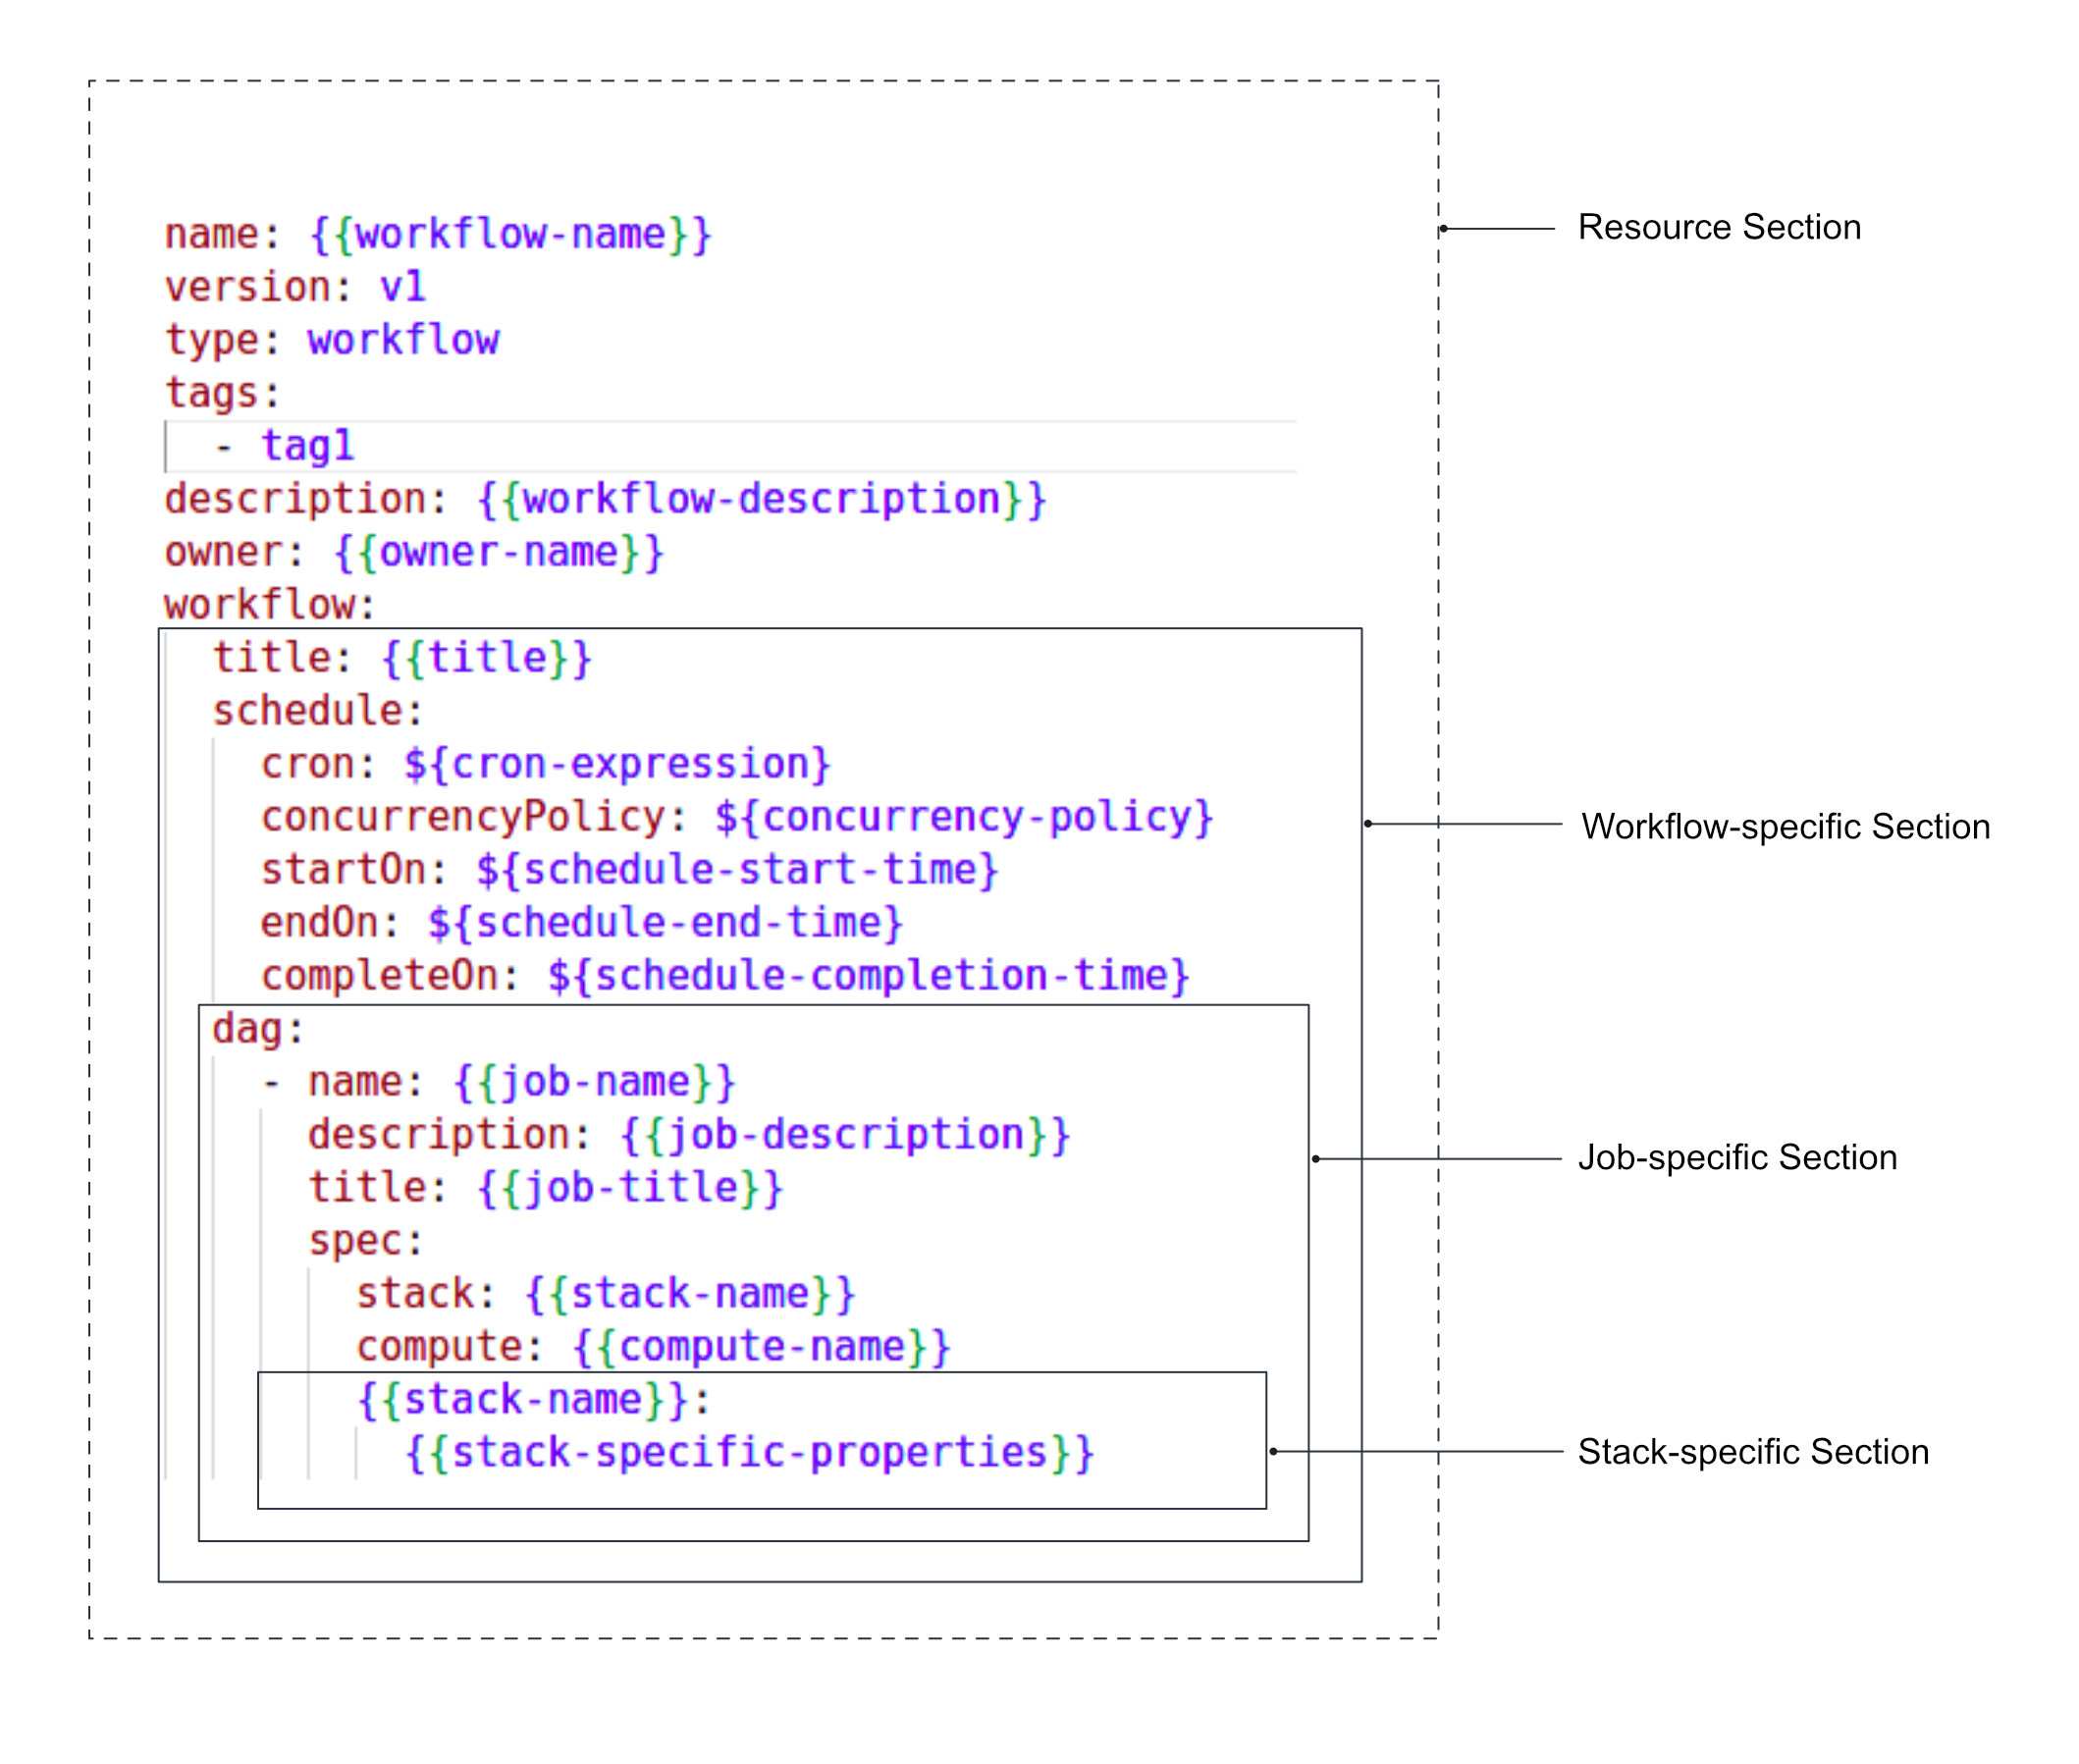 name: {{workflow-name}}
version: v1
type: workflow
tags:
  - tag1
description: {{workflow-description}}
owner: {{owner-name}}
workflow:
  title: {{title}}
  schedule:
    cron: ${cron-expression}
    concurrencyPolicy: ${concurrency-policy}
    startOn: ${schedule-start-time}
    endOn: ${schedule-end-time}
    completeOn: ${schedule-completion-time}
  dag:
    - name: {{job-name}}
      description: {{job-description}}
      title: {{job-title}}
      spec:
        stack: {{stack-name}}
        compute: {{compute-name}}
        {{stack-name}}:
          {{stack-specific-properties}}
Resource Section
Workflow-specific Section
Job-specific Section
Stack-specific Section